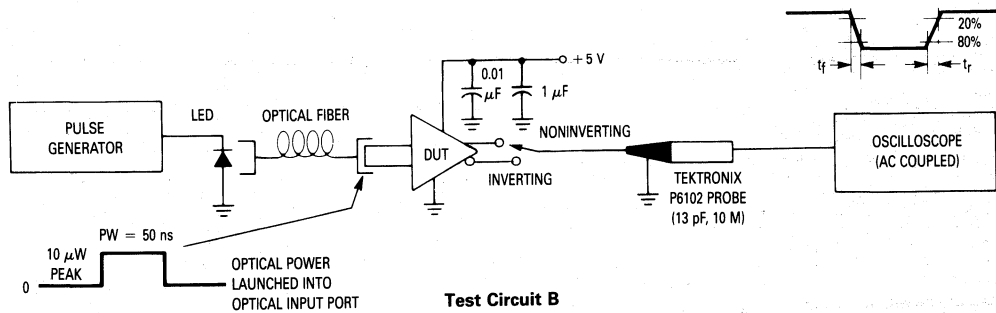 20%
80%
tf
tr
+5 V
0.01
μF
1 μF
LED
OPTICAL FIBER
PULSE
GENERATOR
DUT
NONINVERTING
INVERTING
OSCILLOSCOPE
(AC COUPLED)
TEKTRONIX
P6102 PROBE
(13 pF, 10 M)
PW = 50 ns
10 μW
PEAK
0
OPTICAL POWER
LAUNCHED INTO
OPTICAL INPUT PORT
Test Circuit B